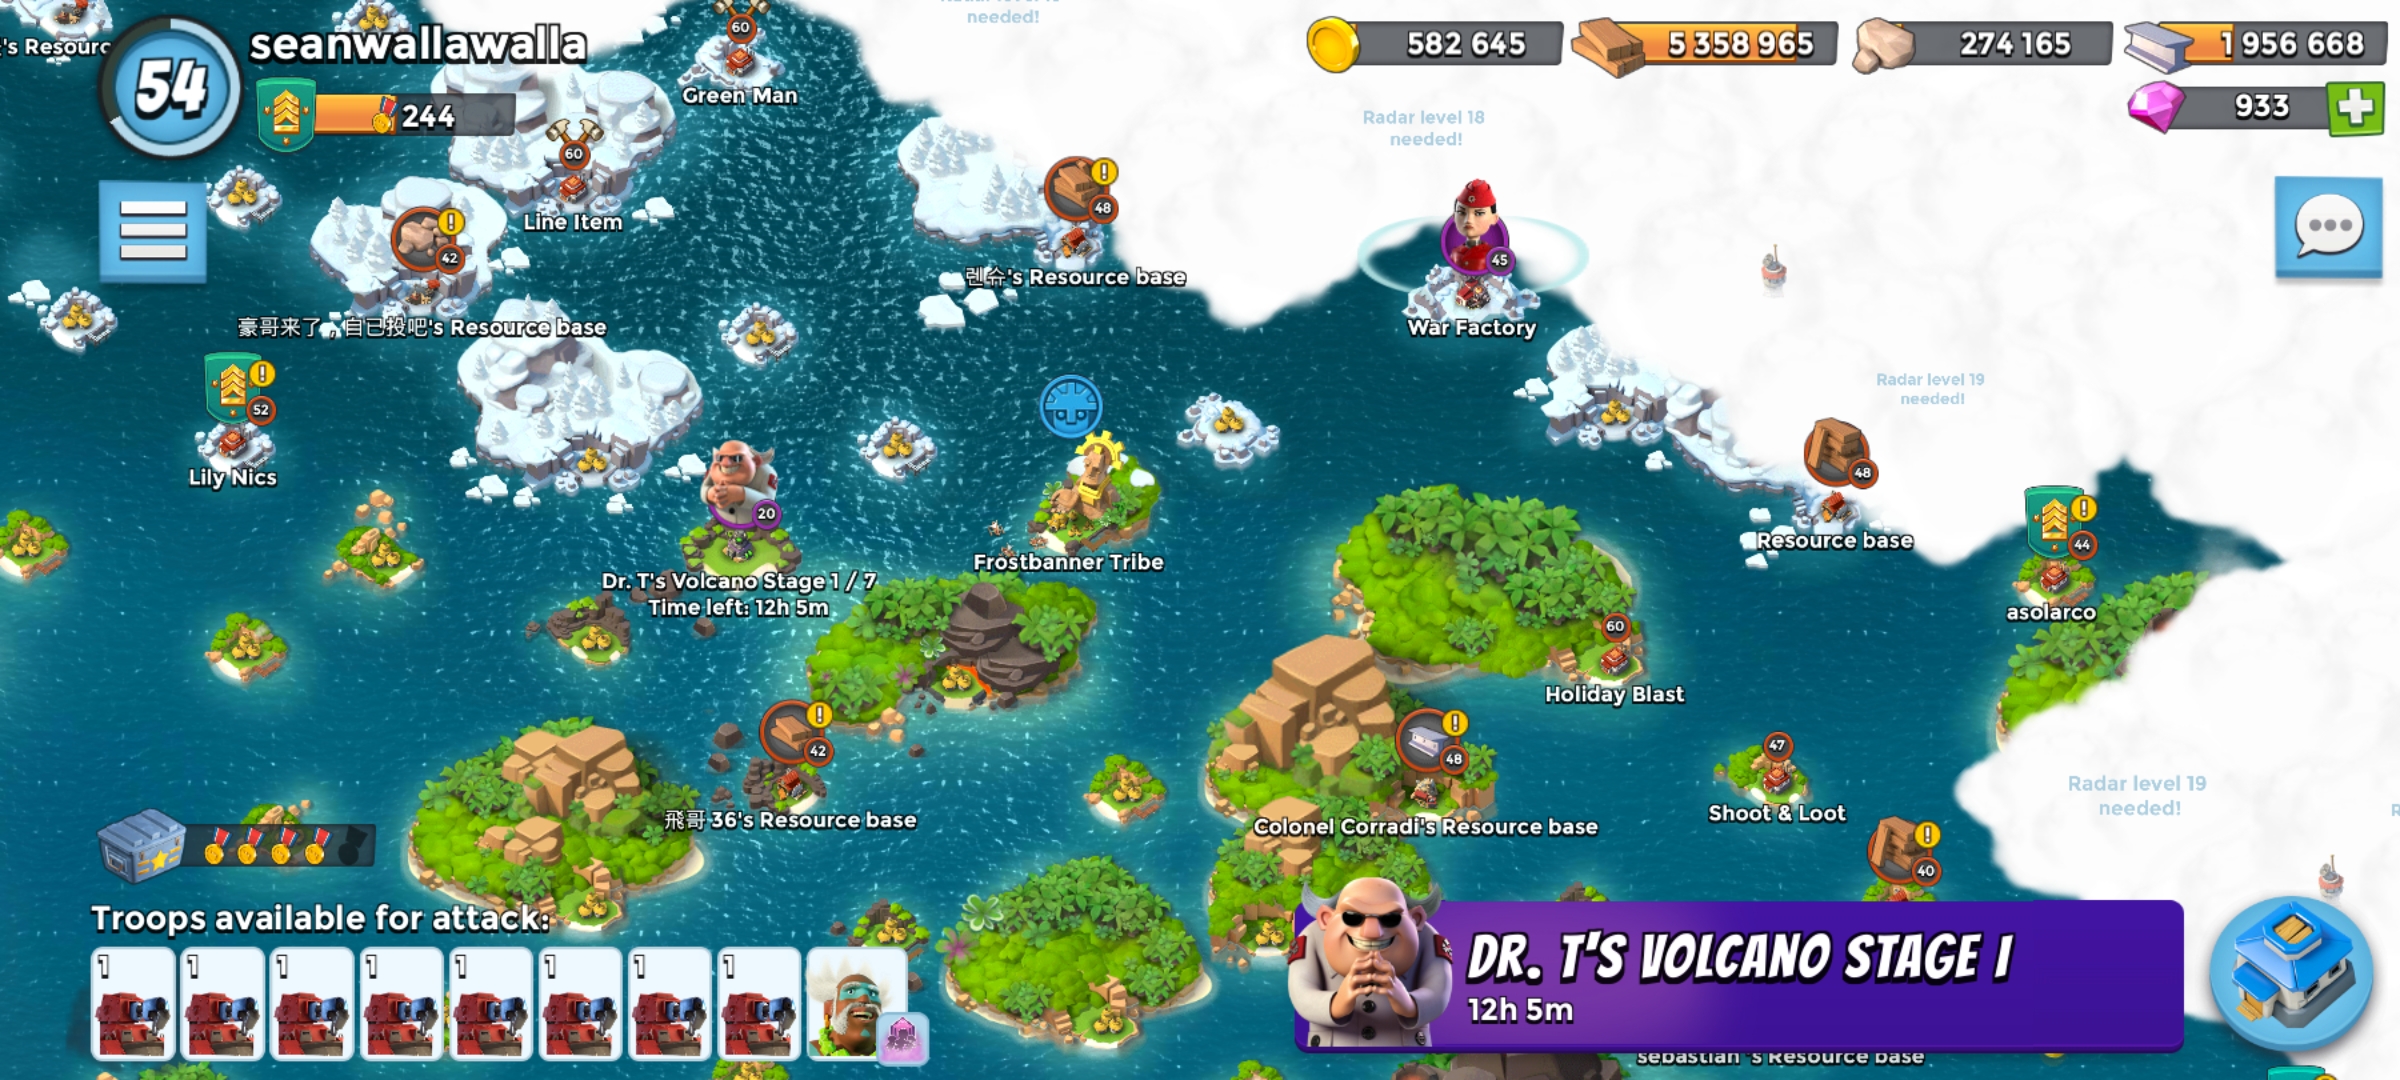 needed!
's Resourc
54
seanwallawalla
244
582 645
5 358 965
274 165
1 956 668
933
60
Green Man
Radar level 18
needed!
60
Line Item
48
렌슈's Resource base
42
豪哥来了，自已投吧's Resource base
45
War Factory
Radar level 19
needed!
52
Lily Nics
20
Dr. T's Volcano Stage 1 / 7
Time left: 12h 5m
Frostbanner Tribe
48
Resource base
44
asolarco
60
Holiday Blast
42
飛哥 36's Resource base
48
Colonel Corradi's Resource base
47
Shoot & Loot
Radar level 19
needed!
40
Troops available for attack:
1
1
1
1
1
1
1
1
DR. T'S VOLCANO STAGE I
12h 5m
sebastian 's Resource base